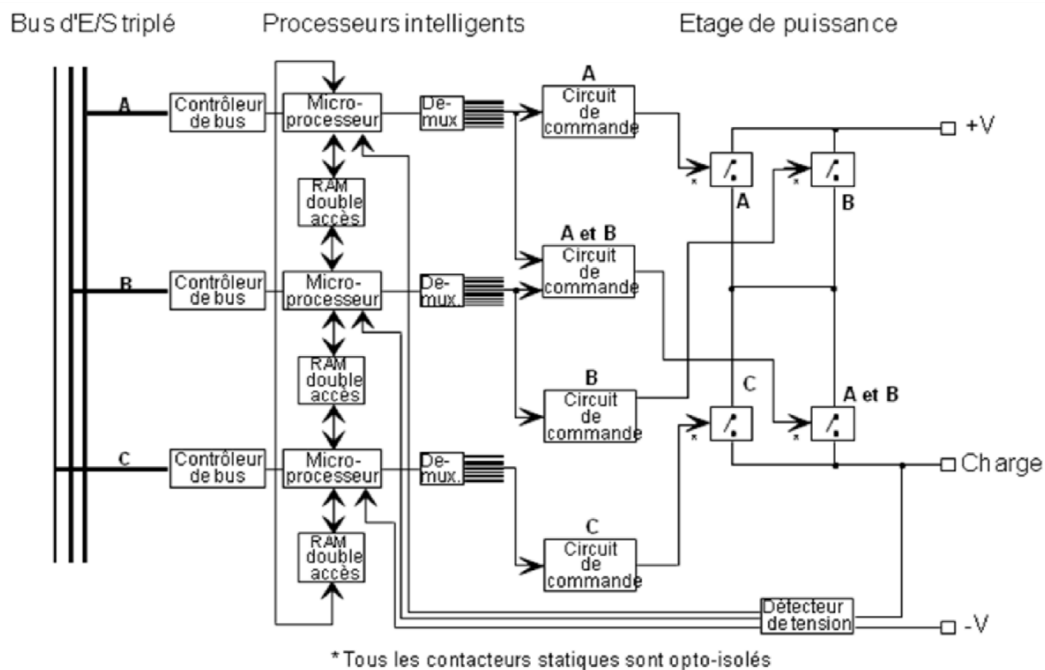 Bus d'E/S triplé
Processeurs intelligents
Etage de puissance
A
Contrôleur
de bus
Micro-
processeur
De-
mux
A
Circuit
de
commande
+V
*
A
*
B
RAM
double
accès
A et B
Circuit
de
commande
B
Contrôleur
de bus
Micro-
processeur
De-
mux.
RAM
double
accès
B
Circuit
de
commande
C
*
A et B
*
C
Contrôleur
de bus
Micro-
processeur
De-
mux.
Charge
RAM
double
accès
C
Circuit
de
commande
Détecteur
de tension
-V
* Tous les contacteurs statiques sont opto-isolés